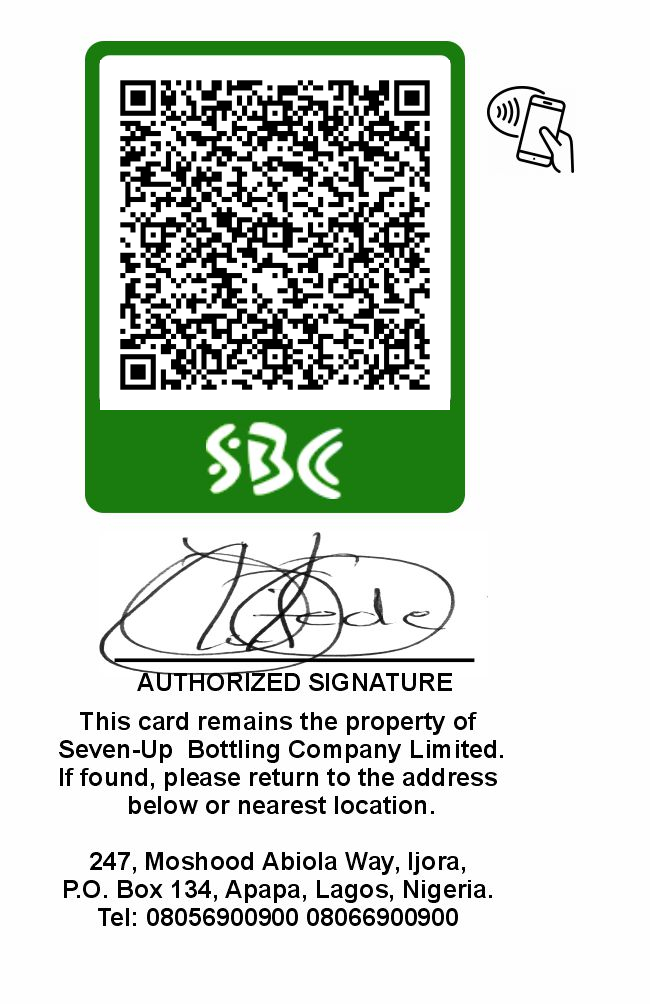 SBC
AUTHORIZED SIGNATURE
This card remains the property of
Seven-Up Bottling Company Limited.
If found, please return to the address
below or nearest location.
247, Moshood Abiola Way, Ijora,
P.O. Box 134, Apapa, Lagos, Nigeria.
Tel: 08056900900 08066900900